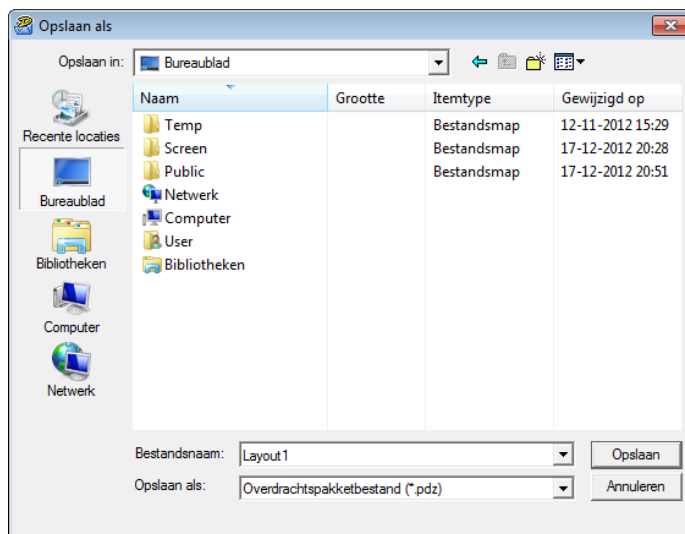 Opslaan als
Opslaan in: Bureaublad
Naam Grootte Itemtype Gewijzigd op
Temp Bestandsmap 12-11-2012 15:29
Screen Bestandsmap 17-12-2012 20:28
Public Bestandsmap 17-12-2012 20:51
Netwerk
Computer
User
Bibliotheken
Recente locaties
Bureaublad
Bibliotheken
Computer
Netwerk
Bestandsnaam: Layout1 Opslaan
Opslaan als: Overdrachtspakketbestand (*.pdz) Annuleren